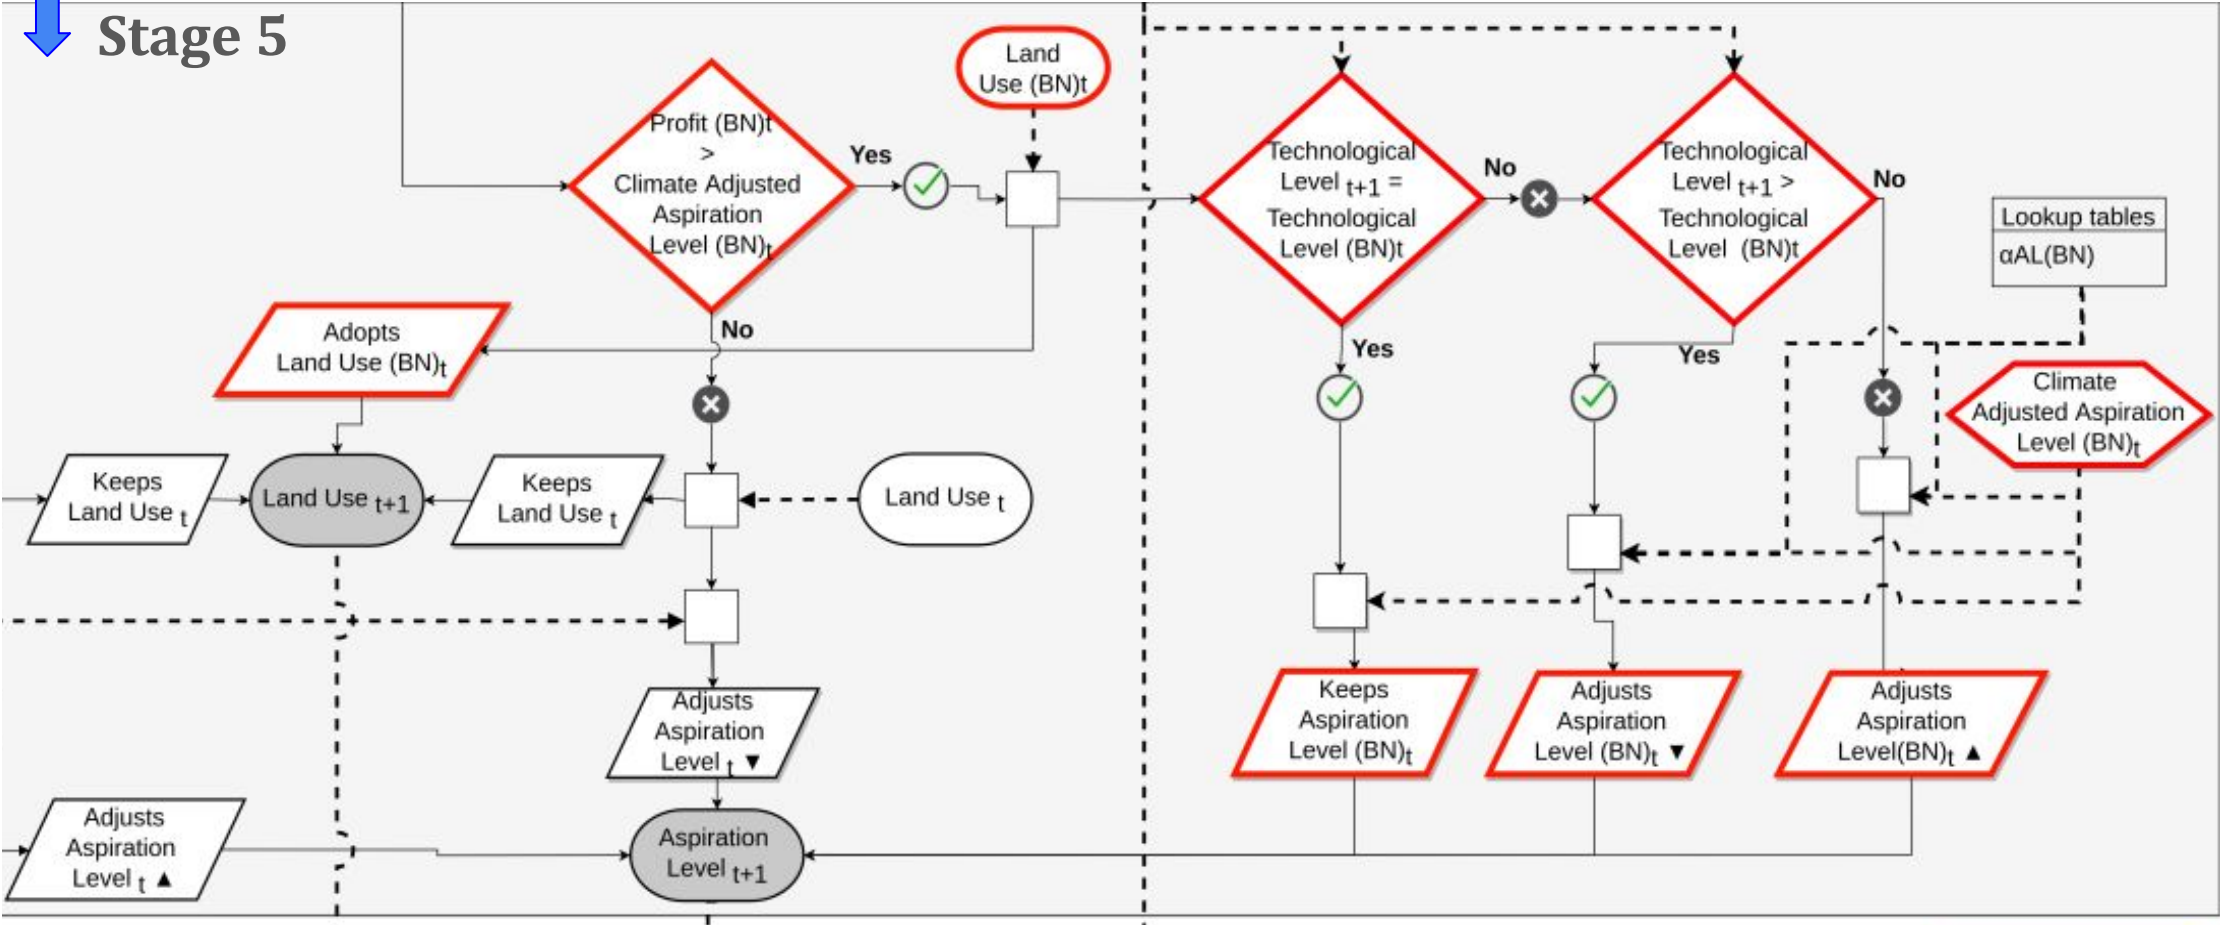 Stage 5
Land
Use (BN)t
Profit (BN)t
>
Climate Adjusted
Aspiration
Level (BN)t
Yes
No
Technological
Level t+1 =
Technological
Level (BN)t
No
Yes
Technological
Level t+1 >
Technological
Level (BN)t
No
Yes
Lookup tables
αAL(BN)
Adopts
Land Use (BN)t
Climate
Adjusted Aspiration
Level (BN)t
Keeps
Land Use t
Land Use t+1
Keeps
Land Use t
Land Use t
Adjusts
Aspiration
Level t ▼
Keeps
Aspiration
Level (BN)t
Adjusts
Aspiration
Level (BN)t ▼
Adjusts
Aspiration
Level(BN)t ▲
Adjusts
Aspiration
Level t ▲
Aspiration
Level t+1